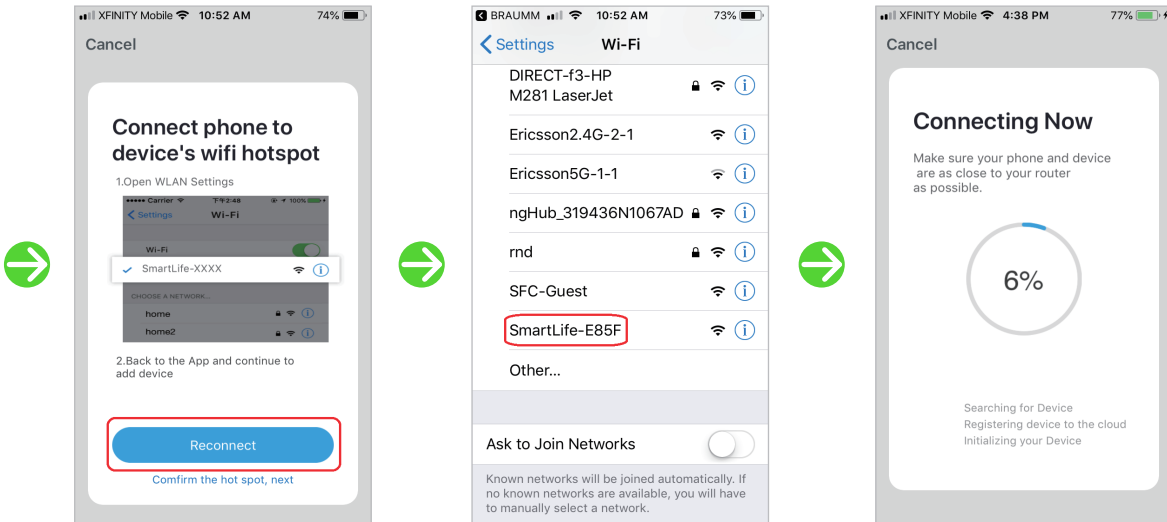 XFINITY Mobile 10:52 AM 74%
Cancel
Connect phone to
device's wifi hotspot
1.Open WLAN Settings
Carrier 下午2:48 100%
Settings Wi-Fi
Wi-Fi
SmartLife-XXXX
CHOOSE A NETWORK...
home
home2
2.Back to the App and continue to
add device
Reconnect
Comfirm the hot spot, next
BRAUMM 10:52 AM 73%
Settings Wi-Fi
DIRECT-f3-HP
M281 LaserJet
Ericsson2.4G-2-1
Ericsson5G-1-1
ngHub_319436N1067AD
rnd
SFC-Guest
SmartLife-E85F
Other...
Ask to Join Networks
Known networks will be joined automatically. If
no known networks are available, you will have
to manually select a network.
XFINITY Mobile 4:38 PM 77%
Cancel
Connecting Now
Make sure your phone and device
are as close to your router
as possible.
6%
Searching for Device
Registering device to the cloud
Initializing your Device